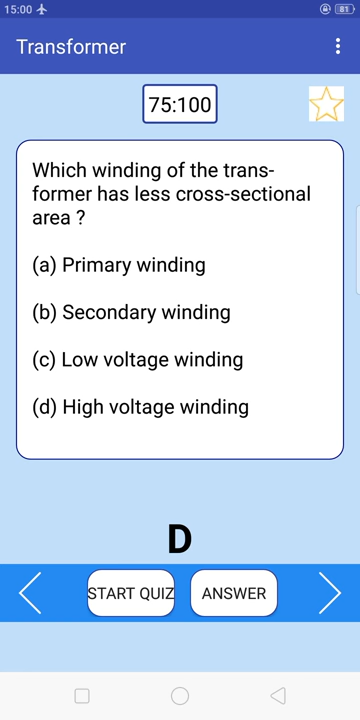 15:00
81
Transformer
75:100
Which winding of the trans-
former has less cross-sectional
area ?
(a) Primary winding
(b) Secondary winding
(c) Low voltage winding
(d) High voltage winding
D
START QUIZ
ANSWER